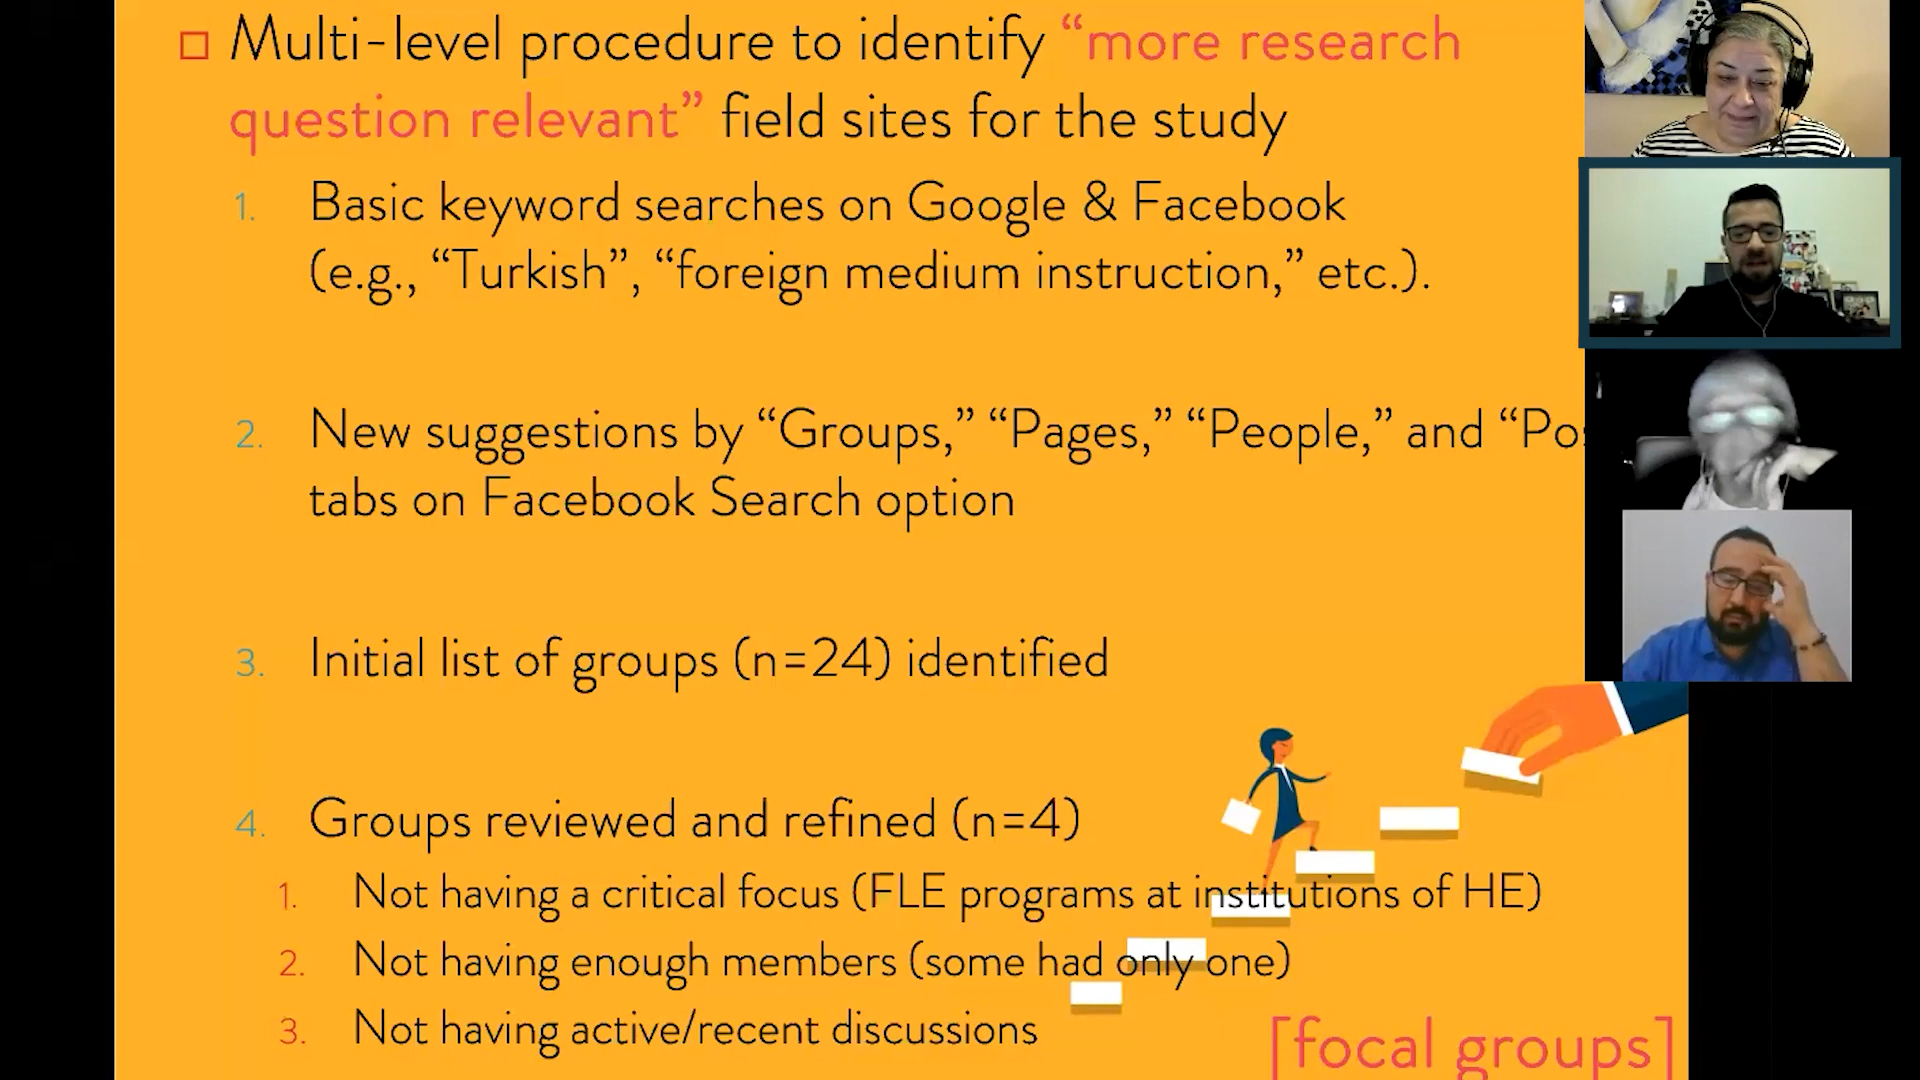 Multi-level procedure to identify “more research
question relevant” field sites for the study
1. Basic keyword searches on Google & Facebook
(e.g., “Turkish”, “foreign medium instruction,” etc.).
2. New suggestions by “Groups,” “Pages,” “People,” and
tabs on Facebook Search option
3. Initial list of groups (n=24) identified
4. Groups reviewed and refined (n=4)
1. Not having a critical focus (FLE programs at institutions of HE)
2. Not having enough members (some had only one)
3. Not having active/recent discussions
[focal groups]